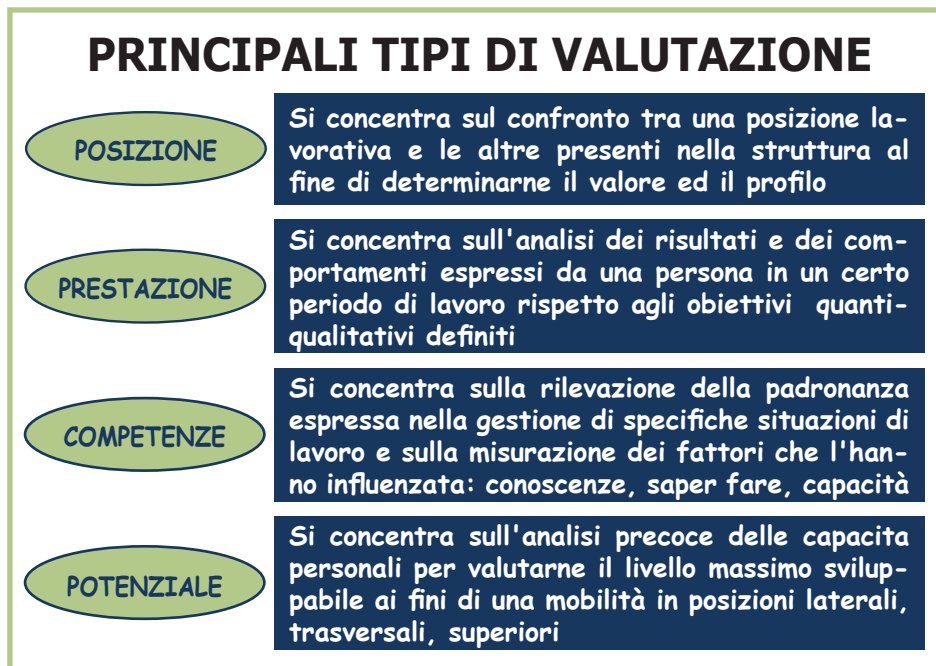 PRINCIPALI TIPI DI VALUTAZIONE
POSIZIONE
Si concentra sul confronto tra una posizione la-
vorativa e le altre presenti nella struttura al
fine di determinarne il valore ed il profilo
PRESTAZIONE
Si concentra sull'analisi dei risultati e dei com-
portamenti espressi da una persona in un certo
periodo di lavoro rispetto agli obiettivi quanti-
qualitativi definiti
COMPETENZE
Si concentra sulla rilevazione della padronanza
espressa nella gestione di specifiche situazioni di
lavoro e sulla misurazione dei fattori che l'han-
no influenzata: conoscenze, saper fare, capacità
POTENZIALE
Si concentra sull'analisi precoce delle capacita
personali per valutarne il livello massimo svilup-
pabile ai fini di una mobilità in posizioni laterali,
trasversali, superiori